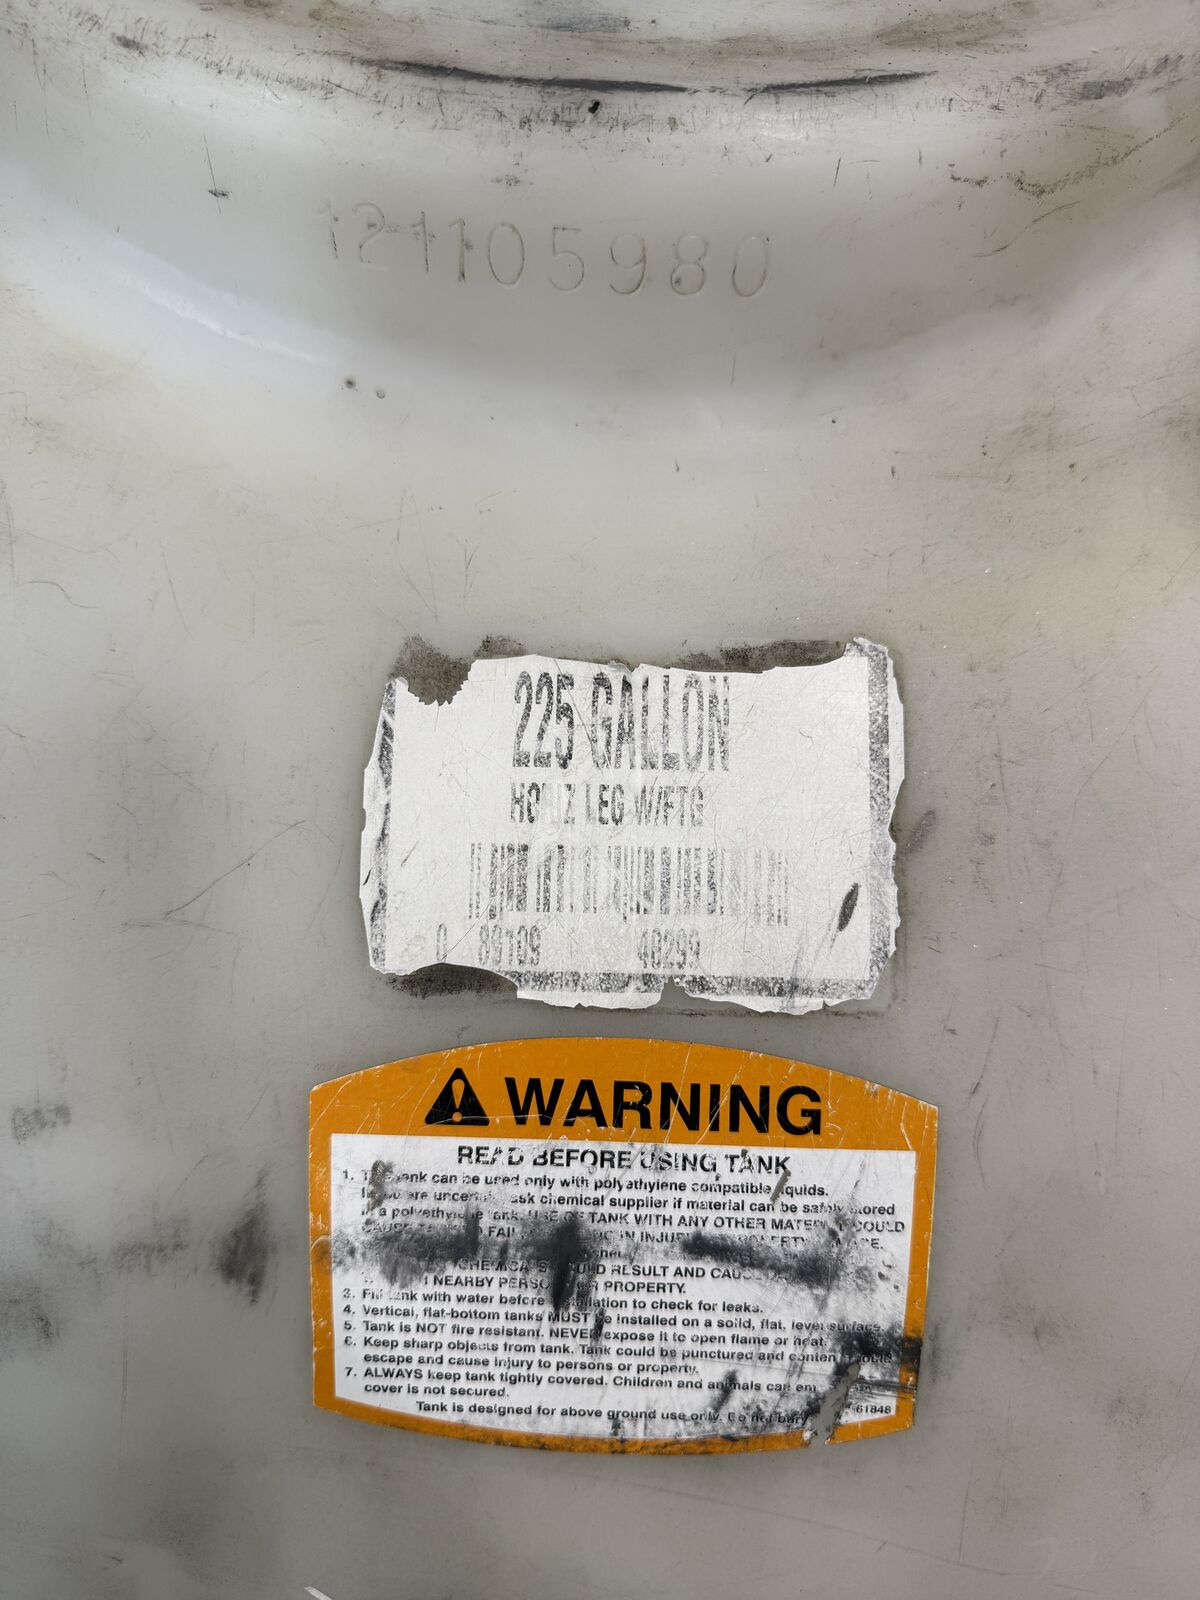 121105980
225 GALLON
HORIZ LEG W/FTG
0 89109 40299
WARNING
READ BEFORE USING TANK
1. This tank can be used only with polyethylene compatible liquids.
If you are uncertain, ask chemical supplier if material can be safely stored
in a polyethylene tank. USE OF TANK WITH ANY OTHER MATERIAL COULD
CAUSE FAIL IN INJURY PROPERTY
CHEMICALS COULD RESULT AND CAUSE
NEARBY PERSONS OR PROPERTY.
3. Fill tank with water before installation to check for leaks.
4. Vertical, flat-bottom tanks MUST be installed on a solid, flat, level surface.
5. Tank is NOT fire resistant. NEVER expose it to open flame or heat.
6. Keep sharp objects from tank. Tank could be punctured and contents could
escape and cause injury to persons or property.
7. ALWAYS keep tank tightly covered. Children and animals can
cover is not secured.
Tank is designed for above ground use only. Do not bury
61848